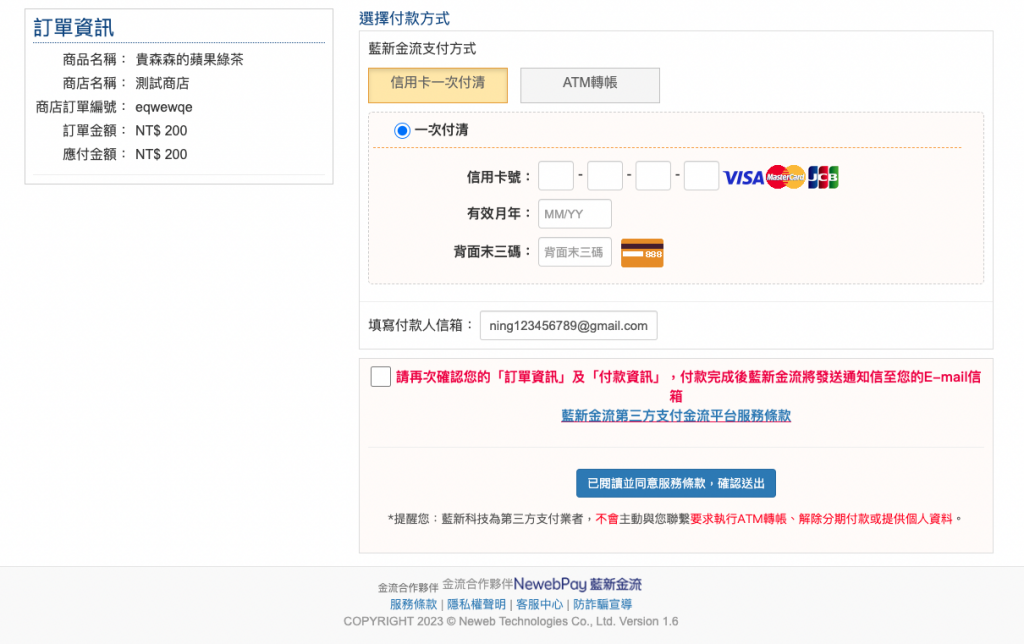 訂單資訊
商品名稱： 貴森森的蘋果綠茶
商店名稱： 測試商店
商店訂單編號： eqwewqe
訂單金額： NT$ 200
應付金額： NT$ 200
選擇付款方式
藍新金流支付方式
信用卡一次付清 ATM轉帳
一次付清
信用卡號： - - - VISA MasterCard JCB
有效月年： MM/YY
背面末三碼： 背面末三碼 888
填寫付款人信箱： ning123456789@gmail.com
請再次確認您的「訂單資訊」及「付款資訊」，付款完成後藍新金流將發送通知信至您的E-mail信
箱
藍新金流第三方支付金流平台服務條款
已閱讀並同意服務條款，確認送出
*提醒您：藍新科技為第三方支付業者，不會主動與您聯繫要求執行ATM轉帳、解除分期付款或提供個人資料。
金流合作夥伴 金流合作夥伴NewebPay 藍新金流
服務條款 | 隱私權聲明 | 客服中心 | 防詐騙宣導
COPYRIGHT 2023 © Neweb Technologies Co., Ltd. Version 1.6